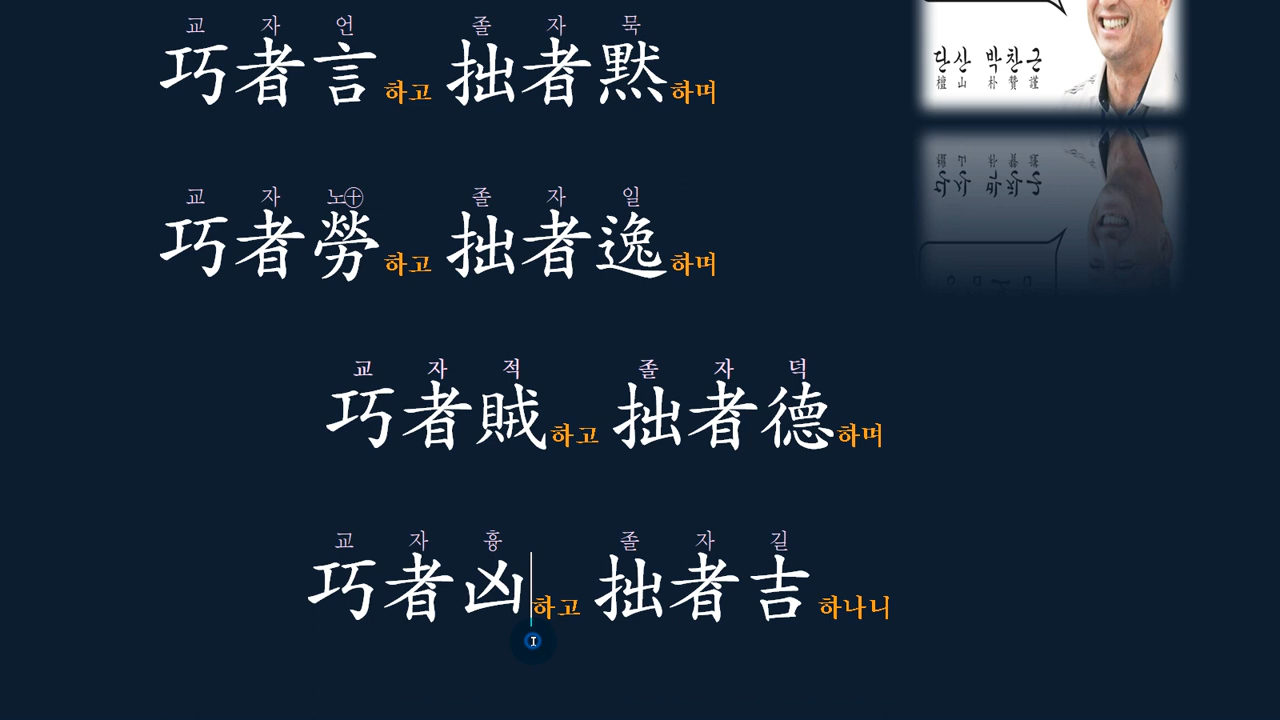 교 자 언 졸 자 묵
巧者言하고 拙者默하며
교 자 노㊉ 졸 자 일
巧者勞하고 拙者逸하며
교 자 적 졸 자 덕
巧者賊하고 拙者德하며
교 자 흉 졸 자 길
巧者凶하고 拙者吉하나니
단산 박찬근
檀山 朴贊謹